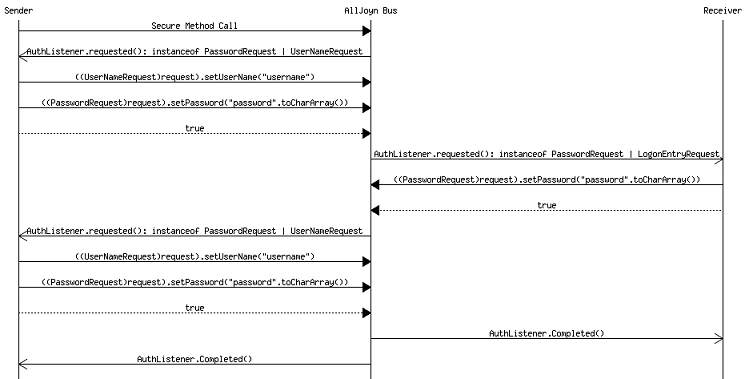 Sender AllJoyn Bus Receiver
Secure Method Call
AuthListener.requested(): instanceof PasswordRequest | UserNameRequest
((UserNameRequest)request).setUserName("username")
((PasswordRequest)request).setPassword("password".toCharArray())
true
AuthListener.requested(): instanceof PasswordRequest | LogonEntryRequest
((PasswordRequest)request).setPassword("password".toCharArray())
true
AuthListener.requested(): instanceof PasswordRequest | UserNameRequest
((UserNameRequest)request).setUserName("username")
((PasswordRequest)request).setPassword("password".toCharArray())
true
AuthListener.Completed()
AuthListener.Completed()